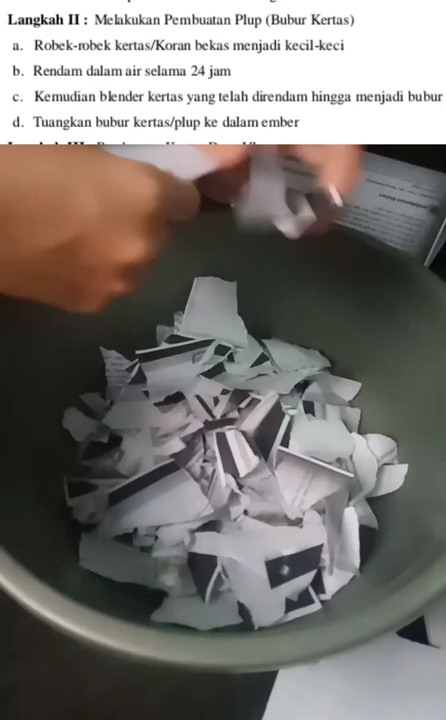 Langkah II : Melakukan Pembuatan Plup (Bubur Kertas)
a. Robek-robek kertas/Koran bekas menjadi kecil-keci
b. Rendam dalam air selama 24 jam
c. Kemudian blender kertas yang telah direndam hingga menjadi bubur
d. Tuangkan bubur kertas/plup ke dalam ember